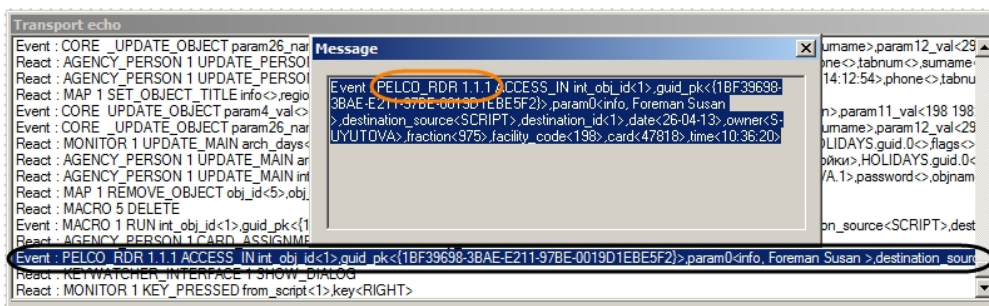 Transport echo
Event : CORE _UPDATE_OBJECT param26_nar
React : AGENCY_PERSON 1 UPDATE_PERSOI
React : AGENCY_PERSON 1 UPDATE_PERSOI
React : MAP 1 SET_OBJECT_TITLE info<>,regio
Event : CORE UPDATE_OBJECT param4_val<>
Event : CORE _UPDATE_OBJECT param26_nar
React : MONITOR 1 UPDATE_MAIN arch_days<
React : AGENCY_PERSON 1 UPDATE_MAIN ar
React : AGENCY_PERSON 1 UPDATE_MAIN int
React : MAP 1 REMOVE_OBJECT obj_id<5>,obj_
React : MACRO 5 DELETE
Event : MACRO 1 RUN int_obj_id<1>,guid_pk<{1
React : AGENCY_PERSON 1 CARD_ASSIGNME
Event : PELCO_RDR 1.1.1 ACCESS_IN int_obj_id<1>,guid_pk<{1BF39698-3BAE-E211-97BE-0019D1EBE5F2}>,param0<info, Foreman Susan >,destination_sourc
React : KEYWATCHER_INTERFACE 1 SHOW_DIALOG
React : MONITOR 1 KEY_PRESSED from_script<1>,key<RIGHT>
Message
Event : PELCO_RDR 1.1.1 ACCESS_IN int_obj_id<1>,guid_pk<{1BF39698-
3BAE-E211-97BE-0019D1EBE5F2}>,param0<info, Foreman Susan
>,destination_source<SCRIPT>,destination_id<1>,date<26-04-13>,owner<S-
UYUTOVA>,fraction<975>,facility_code<198>,card<47818>,time<10:36:20>
urname>,param12_val<29
one<>,tabnum<>,surname
14:12:54>,phone<>,tabnu
n>,param11_val<198 198
urname>,param12_val<29
LIDAYS.guid.0<>,flags<>
ойки>,HOLIDAYS.guid.0<
/A.1>,password<>,objnam
on_source<SCRIPT>,dest